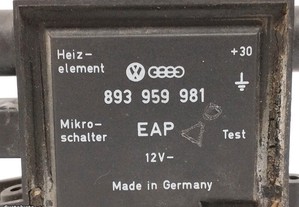 Heiz-
element
+30
893 959 981
Mikro-
schalter
EAP
Test
12V-
Made in Germany